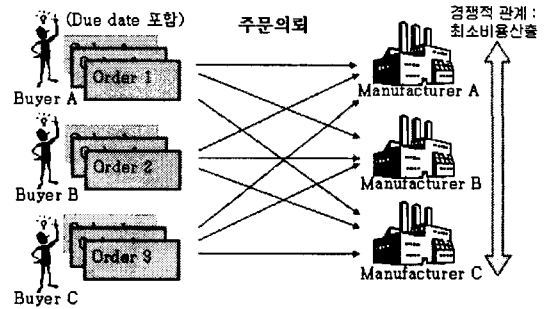 (Due date 포함)
주문의뢰
경쟁적 관계 :
최소비용산출
Order 1
Buyer A
Manufacturer A
Order 2
Buyer B
Manufacturer B
Order 3
Buyer C
Manufacturer C